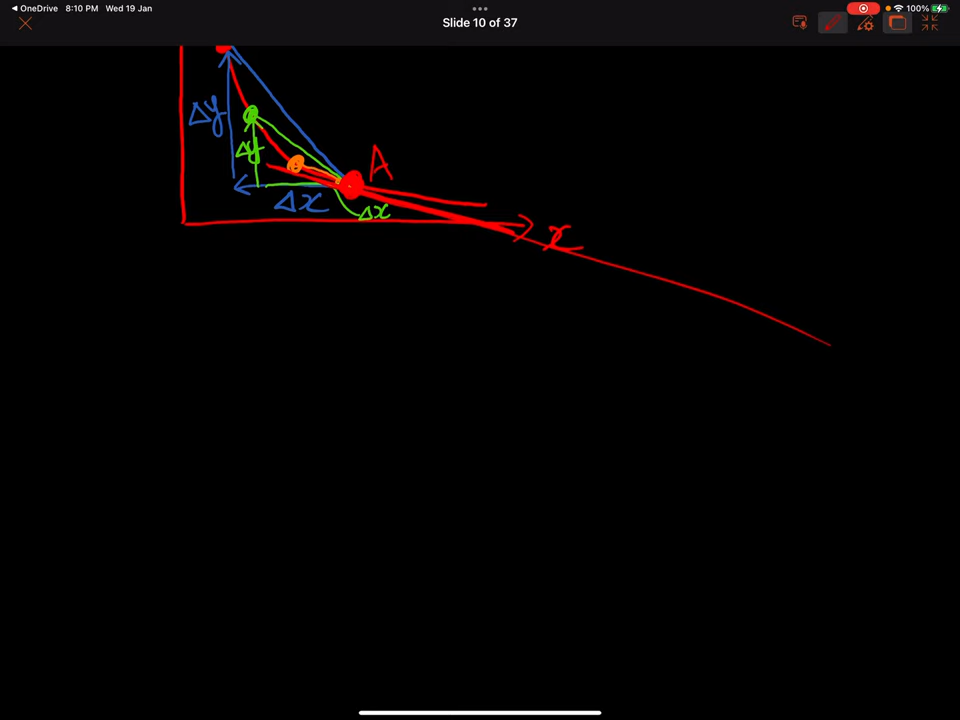 ◀ OneDrive 8:10 PM Wed 19 Jan
100%
Slide 10 of 37
Δy
Δy
A
Δx
Δx
x